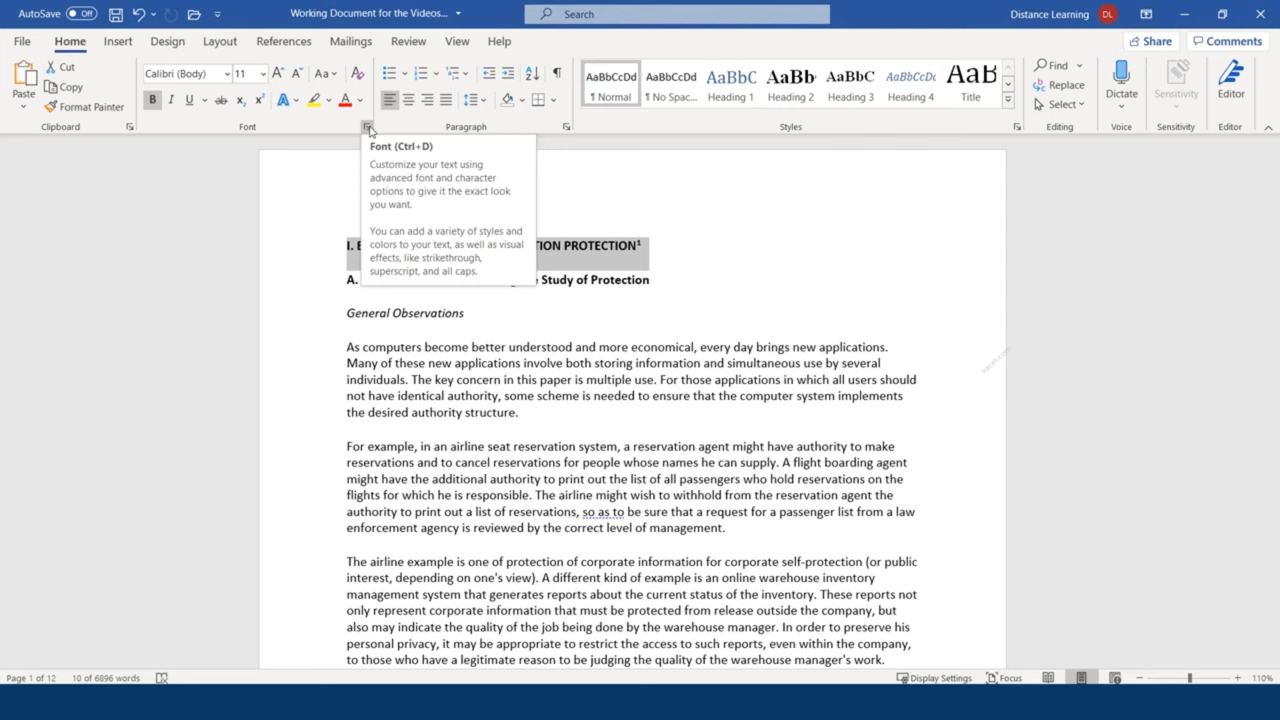 AutoSave Off
Working Document for the Videos...
Search
Distance Learning DL
File Home Insert Design Layout References Mailings Review View Help
Share Comments
Paste
Cut
Copy
Format Painter
Clipboard
Calibri (Body) 11
Font
Paragraph
AaBbCcDd AaBbCcDd AaBbC AaBb AaBbC AaBbCcDc AaB
¶ Normal ¶ No Spac... Heading 1 Heading 2 Heading 3 Heading 4 Title
Styles
Find
Replace
Select
Editing
Dictate
Voice
Sensitivity
Sensitivity
Editor
Editor
Font (Ctrl+D)
Customize your text using
advanced font and character
options to give it the exact look
you want.
You can add a variety of styles and
colors to your text, as well as visual
effects, like strikethrough,
superscript, and all caps.
I. TION PROTECTION¹
A. Study of Protection
General Observations
As computers become better understood and more economical, every day brings new applications.
Many of these new applications involve both storing information and simultaneous use by several
individuals. The key concern in this paper is multiple use. For those applications in which all users should
not have identical authority, some scheme is needed to ensure that the computer system implements
the desired authority structure.
For example, in an airline seat reservation system, a reservation agent might have authority to make
reservations and to cancel reservations for people whose names he can supply. A flight boarding agent
might have the additional authority to print out the list of all passengers who hold reservations on the
flights for which he is responsible. The airline might wish to withhold from the reservation agent the
authority to print out a list of reservations, so as to be sure that a request for a passenger list from a law
enforcement agency is reviewed by the correct level of management.
The airline example is one of protection of corporate information for corporate self-protection (or public
interest, depending on one's view). A different kind of example is an online warehouse inventory
management system that generates reports about the current status of the inventory. These reports not
only represent corporate information that must be protected from release outside the company, but
also may indicate the quality of the job being done by the warehouse manager. In order to preserve his
personal privacy, it may be appropriate to restrict the access to such reports, even within the company,
to those who have a legitimate reason to be judging the quality of the warehouse manager's work.
Page 1 of 12 10 of 6896 words
Display Settings Focus 110%